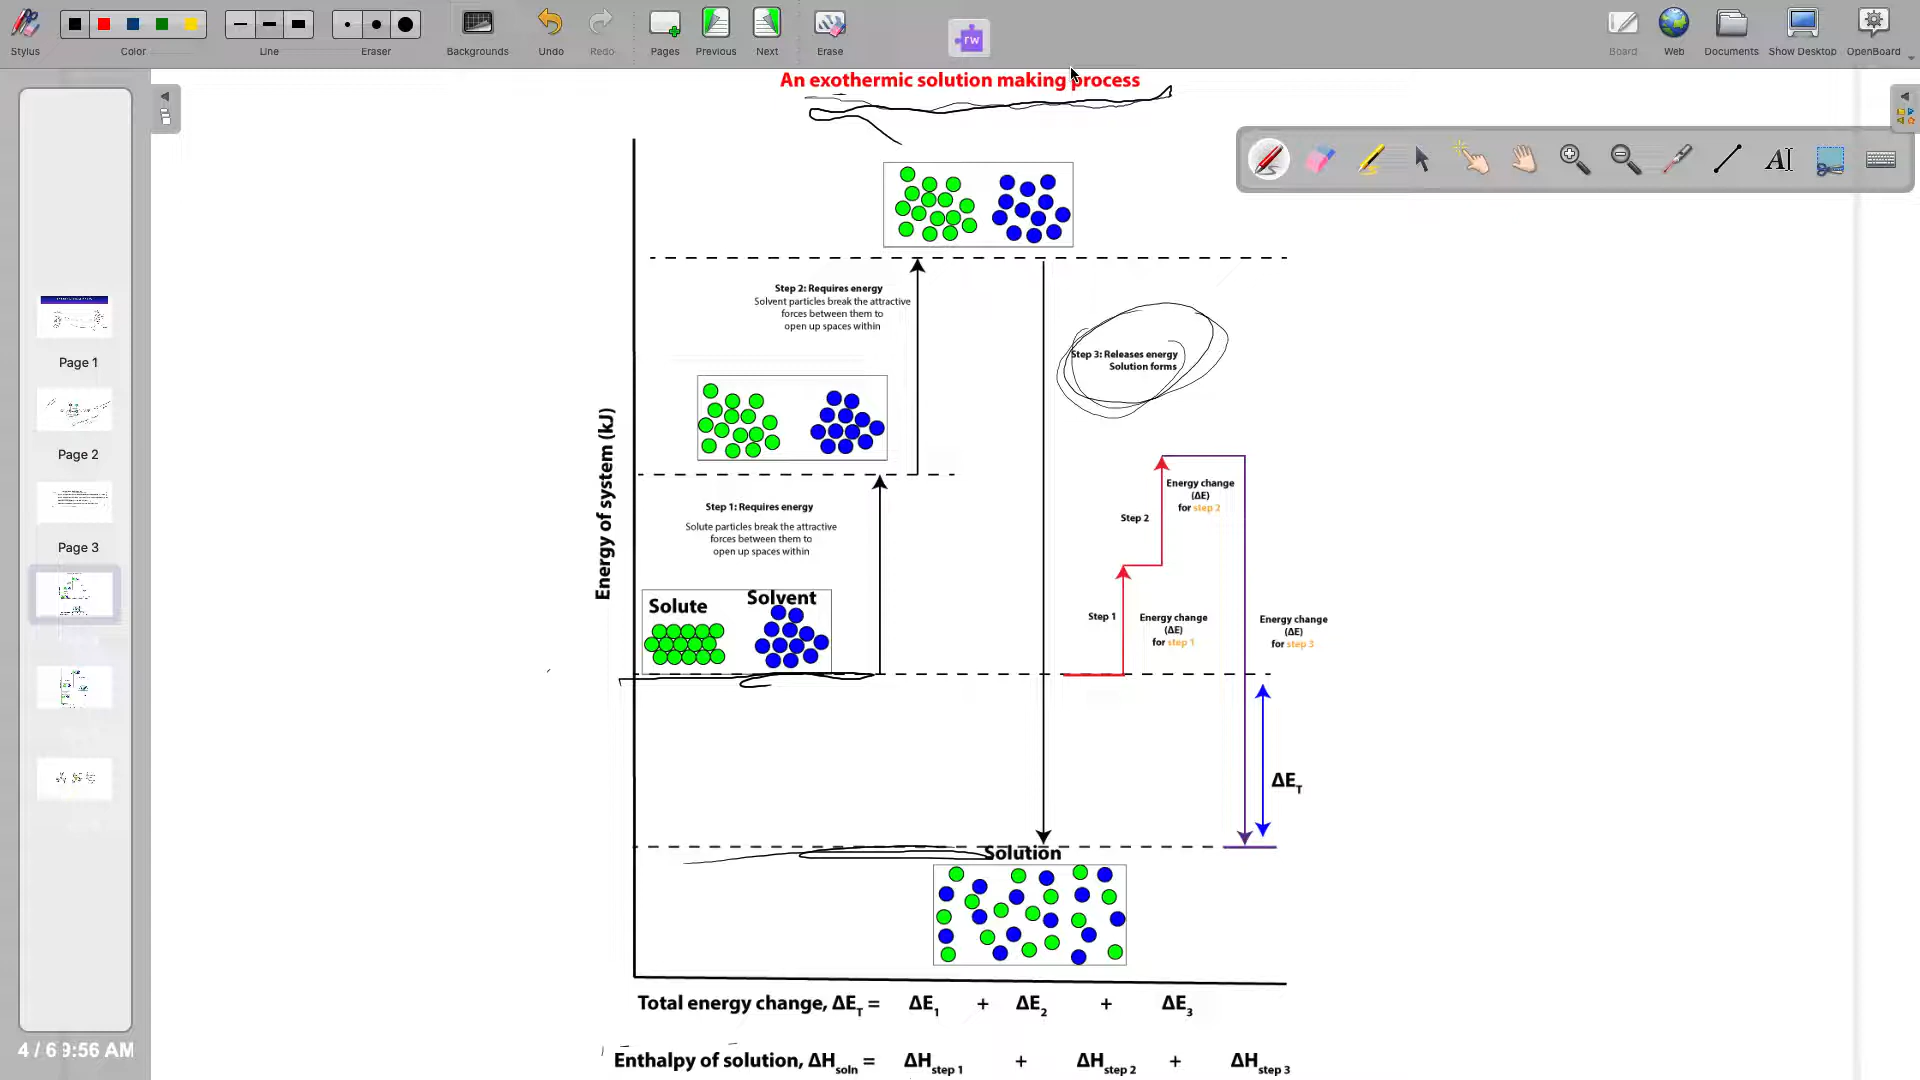 Stylus
Color
Line
Eraser
Backgrounds
Undo
Redo
Pages
Previous
Next
Erase
rw
Board
Web
Documents
Show Desktop
OpenBoard
An exothermic solution making process
Page 1
Page 2
Page 3
4 / 6 9:56 AM
Step 2: Requires energy
Solvent particles break the attractive
forces between them to
open up spaces within
Step 3: Releases energy
Solution forms
Energy of system (kJ)
Step 1: Requires energy
Solute particles break the attractive
forces between them to
open up spaces within
Solute
Solvent
Energy change
(ΔE)
for step 2
Step 2
Step 1
Energy change
(ΔE)
for step 1
Energy change
(ΔE)
for step 3
ΔET
Solution
Total energy change, ΔET = ΔE1 + ΔE2 + ΔE3
Enthalpy of solution, ΔHsoln = ΔHstep 1 + ΔHstep 2 + ΔHstep 3